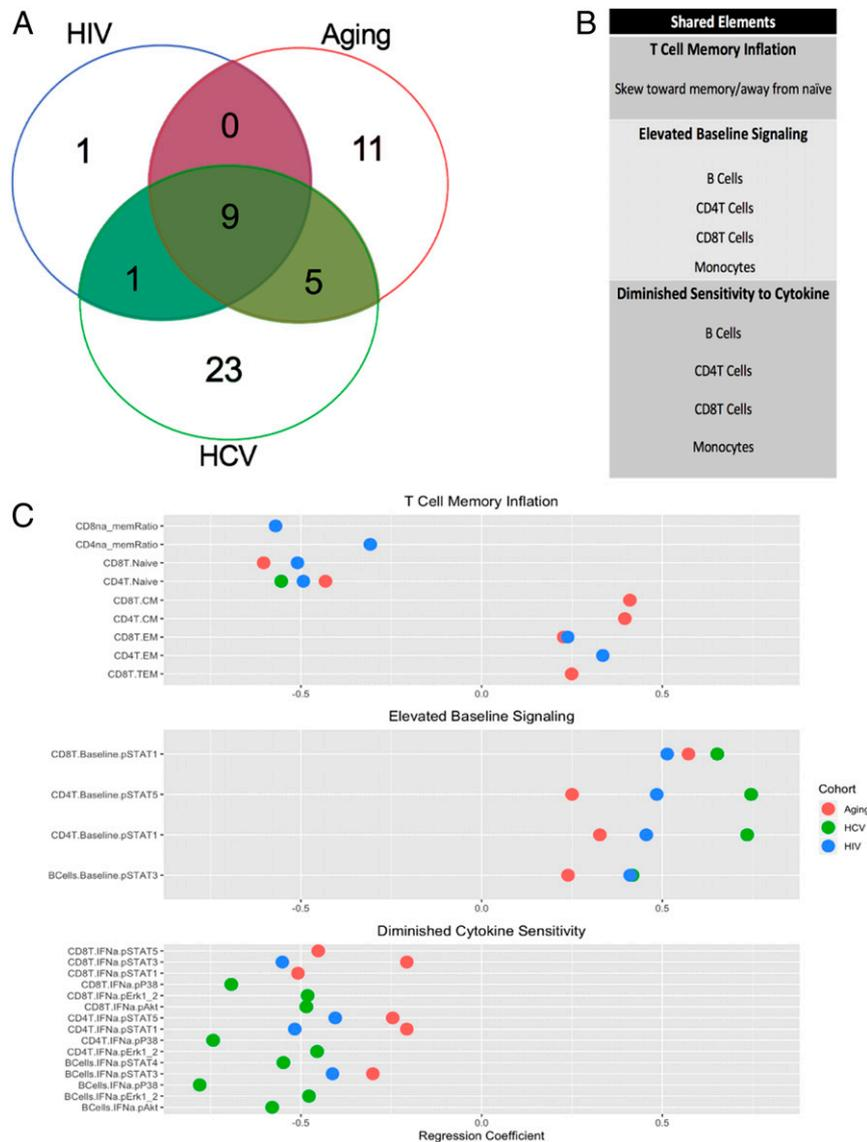 A
HIV
Aging
1
0
11
9
1
5
23
HCV
B
Shared Elements
T Cell Memory Inflation
Skew toward memory/away from naïve
Elevated Baseline Signaling
B Cells
CD4T Cells
CD8T Cells
Monocytes
Diminished Sensitivity to Cytokine
B Cells
CD4T Cells
CD8T Cells
Monocytes
C
T Cell Memory Inflation
CD8na_memRatio
CD4na_memRatio
CD8T.Naive
CD4T.Naive
CD8T.CM
CD4T.CM
CD8T.EM
CD4T.EM
CD8T.TEM
-0.5 0.0 0.5
Elevated Baseline Signaling
CD8T.Baseline.pSTAT1
CD4T.Baseline.pSTAT5
CD4T.Baseline.pSTAT1
BCells.Baseline.pSTAT3
-0.5 0.0 0.5
Cohort
Aging
HCV
HIV
Diminished Cytokine Sensitivity
CD8T.IFNa.pSTAT5
CD8T.IFNa.pSTAT3
CD8T.IFNa.pSTAT1
CD8T.IFNa.pP38
CD8T.IFNa.pErk1_2
CD8T.IFNa.pAkt
CD4T.IFNa.pSTAT5
CD4T.IFNa.pSTAT1
CD4T.IFNa.pP38
CD4T.IFNa.pErk1_2
BCells.IFNa.pSTAT4
BCells.IFNa.pSTAT3
BCells.IFNa.pP38
BCells.IFNa.pErk1_2
BCells.IFNa.pAkt
-0.5 0.0 0.5
Regression Coefficient